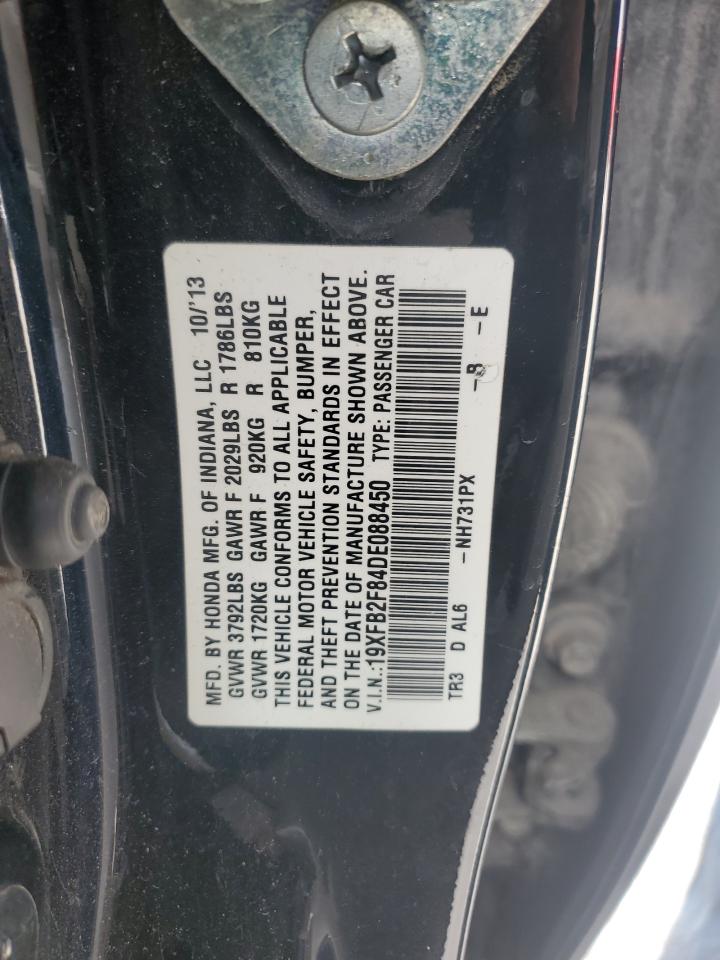 MFD. BY HONDA MFG. OF INDIANA, LLC 10/'13
GVWR 3792LBS GAWR F 2029LBS R 1786LBS
GVWR 1720KG GAWR F 920KG R 810KG
THIS VEHICLE CONFORMS TO ALL APPLICABLE
FEDERAL MOTOR VEHICLE SAFETY, BUMPER,
AND THEFT PREVENTION STANDARDS IN EFFECT
ON THE DATE OF MANUFACTURE SHOWN ABOVE.
V.I.N.:19XFB2F84DE088450 TYPE: PASSENGER CAR
TR3 D AL6 -NH731PX -B -E